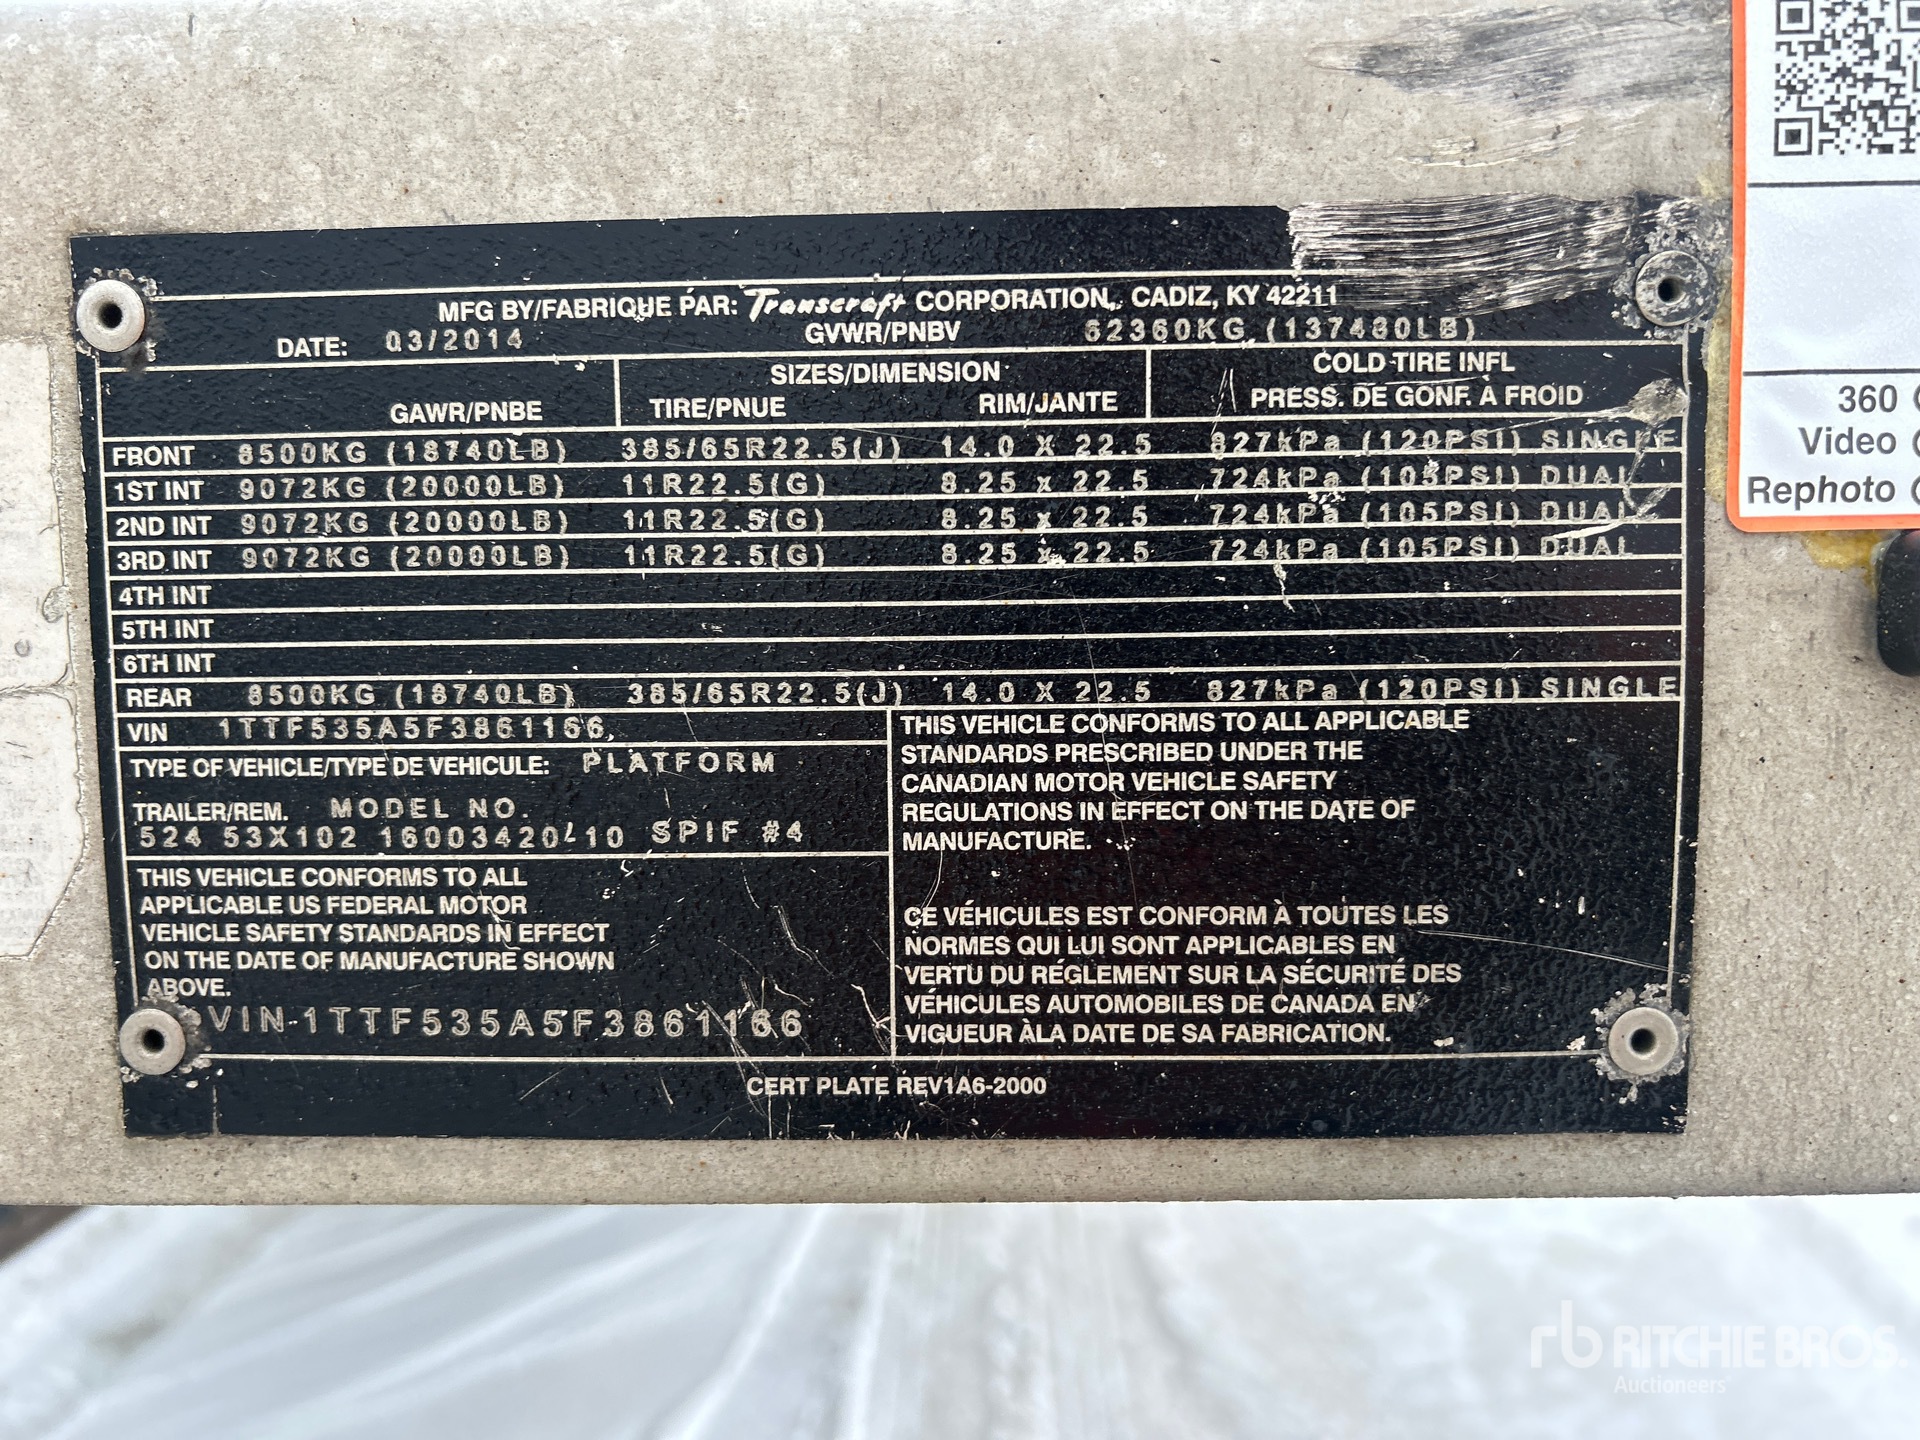 MFG BY/FABRIQUE PAR: Transcraft CORPORATION, CADIZ, KY 42211
DATE: 03/2014 GVWR/PNBV 62360KG (137480LB)
SIZES/DIMENSION COLD TIRE INFL
GAWR/PNBE TIRE/PNUE RIM/JANTE PRESS. DE GONF. À FROID
FRONT 8500KG (18740LB) 385/65R22.5(J) 14.0 X 22.5 827kPa (120PSI) SINGLE
1ST INT 9072KG (20000LB) 11R22.5(G) 8.25 x 22.5 724kPa (105PSI) DUAL
2ND INT 9072KG (20000LB) 11R22.5(G) 8.25 x 22.5 724kPa (105PSI) DUAL
3RD INT 9072KG (20000LB) 11R22.5(G) 8.25 x 22.5 724kPa (105PSI) DUAL
4TH INT
5TH INT
6TH INT
REAR 8500KG (18740LB) 385/65R22.5(J) 14.0 X 22.5 827kPa (120PSI) SINGLE
VIN 1TTF535A5F3861166
TYPE OF VEHICLE/TYPE DE VEHICULE: PLATFORM
TRAILER/REM. MODEL NO.
524 53X102 16003420-10 SPIF #4
THIS VEHICLE CONFORMS TO ALL
APPLICABLE US FEDERAL MOTOR
VEHICLE SAFETY STANDARDS IN EFFECT
ON THE DATE OF MANUFACTURE SHOWN
ABOVE.
VIN-1TTF535A5F3861166
THIS VEHICLE CONFORMS TO ALL APPLICABLE
STANDARDS PRESCRIBED UNDER THE
CANADIAN MOTOR VEHICLE SAFETY
REGULATIONS IN EFFECT ON THE DATE OF
MANUFACTURE.
CE VÉHICULES EST CONFORM À TOUTES LES
NORMES QUI LUI SONT APPLICABLES EN
VERTU DU RÉGLEMENT SUR LA SÉCURITÉ DES
VÉHICULES AUTOMOBILES DE CANADA EN
VIGUEUR ÀLA DATE DE SA FABRICATION.
CERT PLATE REV1A6-2000
360
Video
Rephoto
rb RITCHIE BROS.
Auctioneers